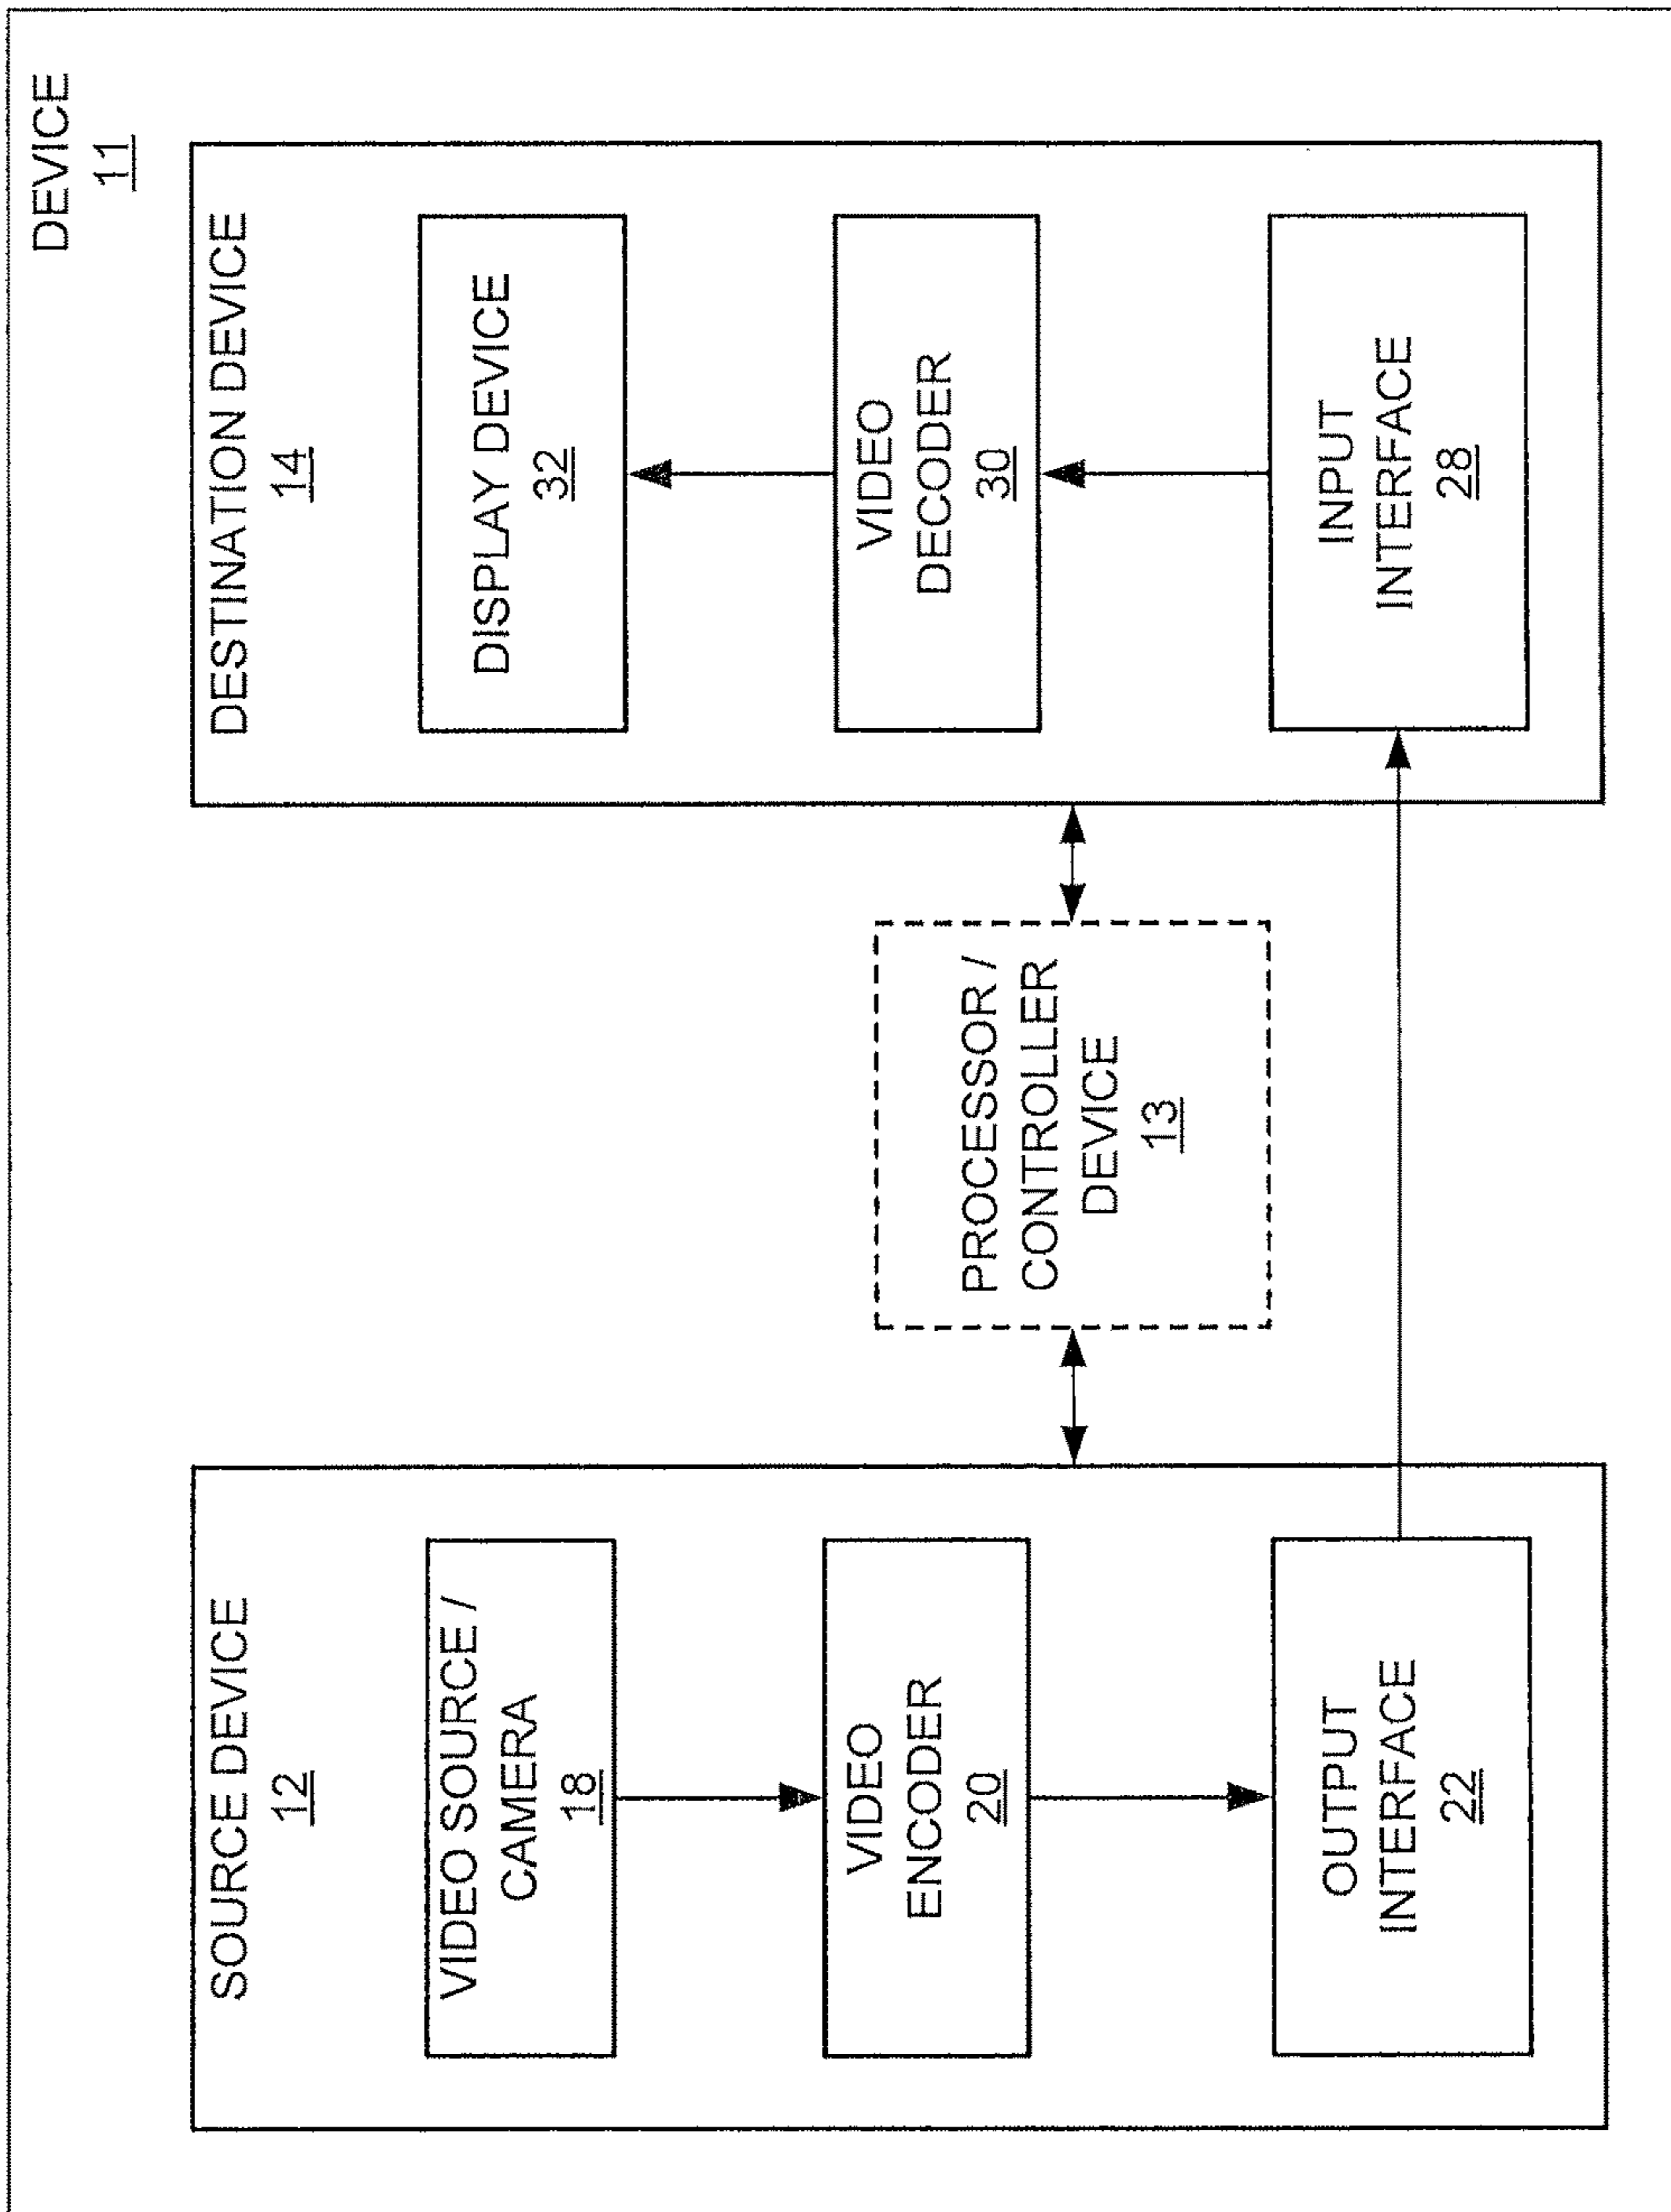 DEVICE
11
SOURCE DEVICE
12
VIDEO SOURCE /
CAMERA
18
VIDEO
ENCODER
20
OUTPUT
INTERFACE
22
PROCESSOR /
CONTROLLER
DEVICE
13
DESTINATION DEVICE
14
DISPLAY DEVICE
32
VIDEO
DECODER
30
INPUT
INTERFACE
28